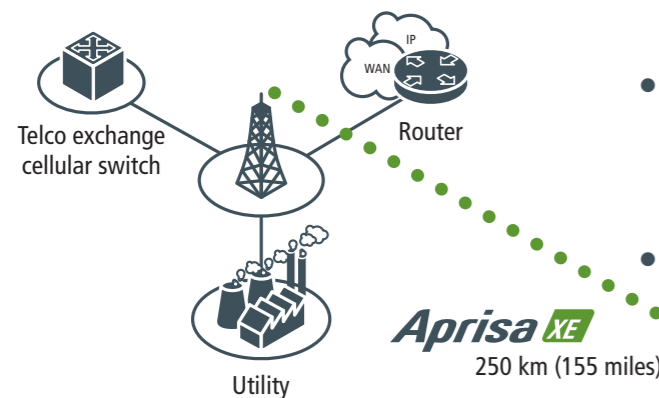 IP
WAN
Telco exchange
cellular switch
Router
Aprisa XE
250 km (155 miles)
Utility